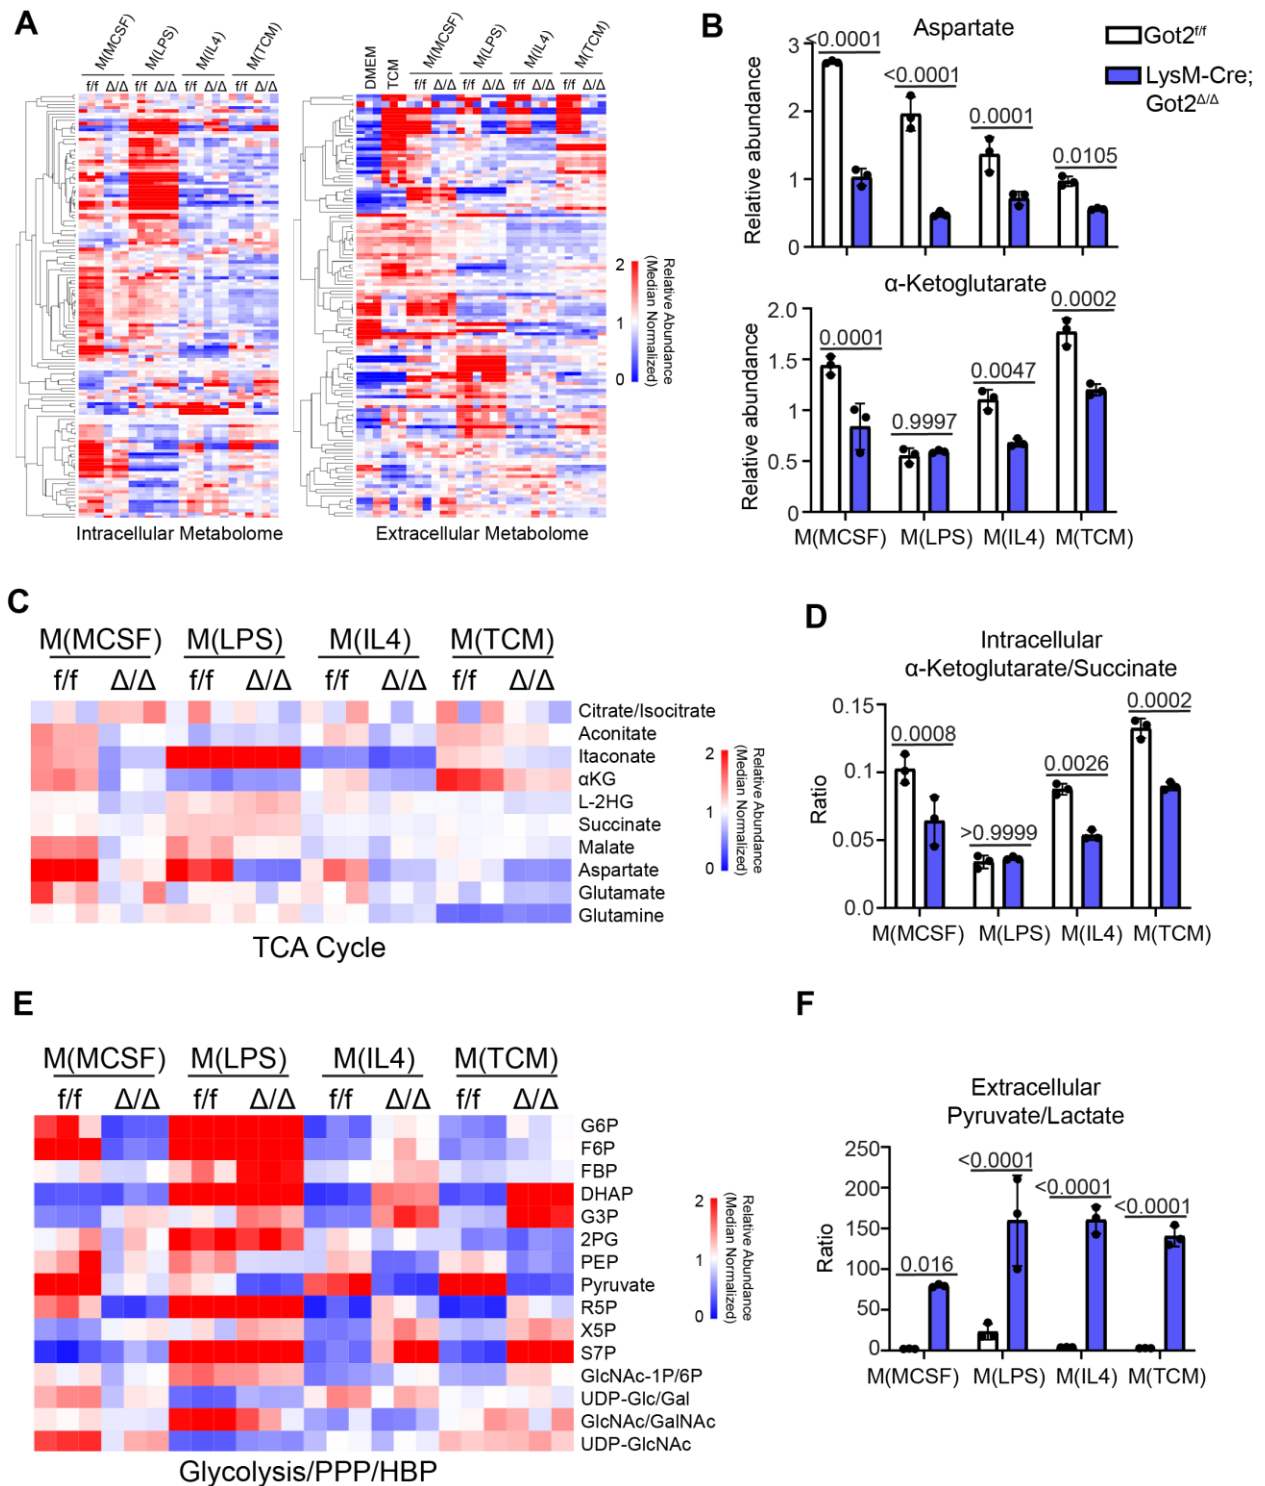 A
M(MCSF) M(LPS) M(IL4) M(TCM)
f/f Δ/Δ f/f Δ/Δ f/f Δ/Δ f/f Δ/Δ
Intracellular Metabolome
DMEM TCM M(MCSF) M(LPS) M(IL4) M(TCM)
f/f Δ/Δ f/f Δ/Δ f/f Δ/Δ f/f Δ/Δ
Extracellular Metabolome
2
1
0
Relative Abundance
(Median Normalized)
B
Aspartate
Got2f/f
LysM-Cre;
Got2Δ/Δ
Relative abundance
3
2
1
0
<0.0001
<0.0001
0.0001
0.0105
α-Ketoglutarate
Relative abundance
2.0
1.5
1
0.5
0
0.0001
0.9997
0.0047
0.0002
M(MCSF) M(LPS) M(IL4) M(TCM)
C
M(MCSF) M(LPS) M(IL4) M(TCM)
f/f Δ/Δ f/f Δ/Δ f/f Δ/Δ f/f Δ/Δ
Citrate/Isocitrate
Aconitate
Itaconate
αKG
L-2HG
Succinate
Malate
Aspartate
Glutamate
Glutamine
TCA Cycle
2
1
0
Relative Abundance
(Median Normalized)
D
Intracellular
α-Ketoglutarate/Succinate
Ratio
0.15
0.1
0.05
0.0
0.0008
>0.9999
0.0026
0.0002
M(MCSF) M(LPS) M(IL4) M(TCM)
E
M(MCSF) M(LPS) M(IL4) M(TCM)
f/f Δ/Δ f/f Δ/Δ f/f Δ/Δ f/f Δ/Δ
G6P
F6P
FBP
DHAP
G3P
2PG
PEP
Pyruvate
R5P
X5P
S7P
GlcNAc-1P/6P
UDP-Glc/Gal
GlcNAc/GalNAc
UDP-GlcNAc
Glycolysis/PPP/HBP
2
1
0
Relative Abundance
(Median Normalized)
F
Extracellular
Pyruvate/Lactate
Ratio
250
200
150
100
50
0
0.016
<0.0001
<0.0001
<0.0001
M(MCSF) M(LPS) M(IL4) M(TCM)